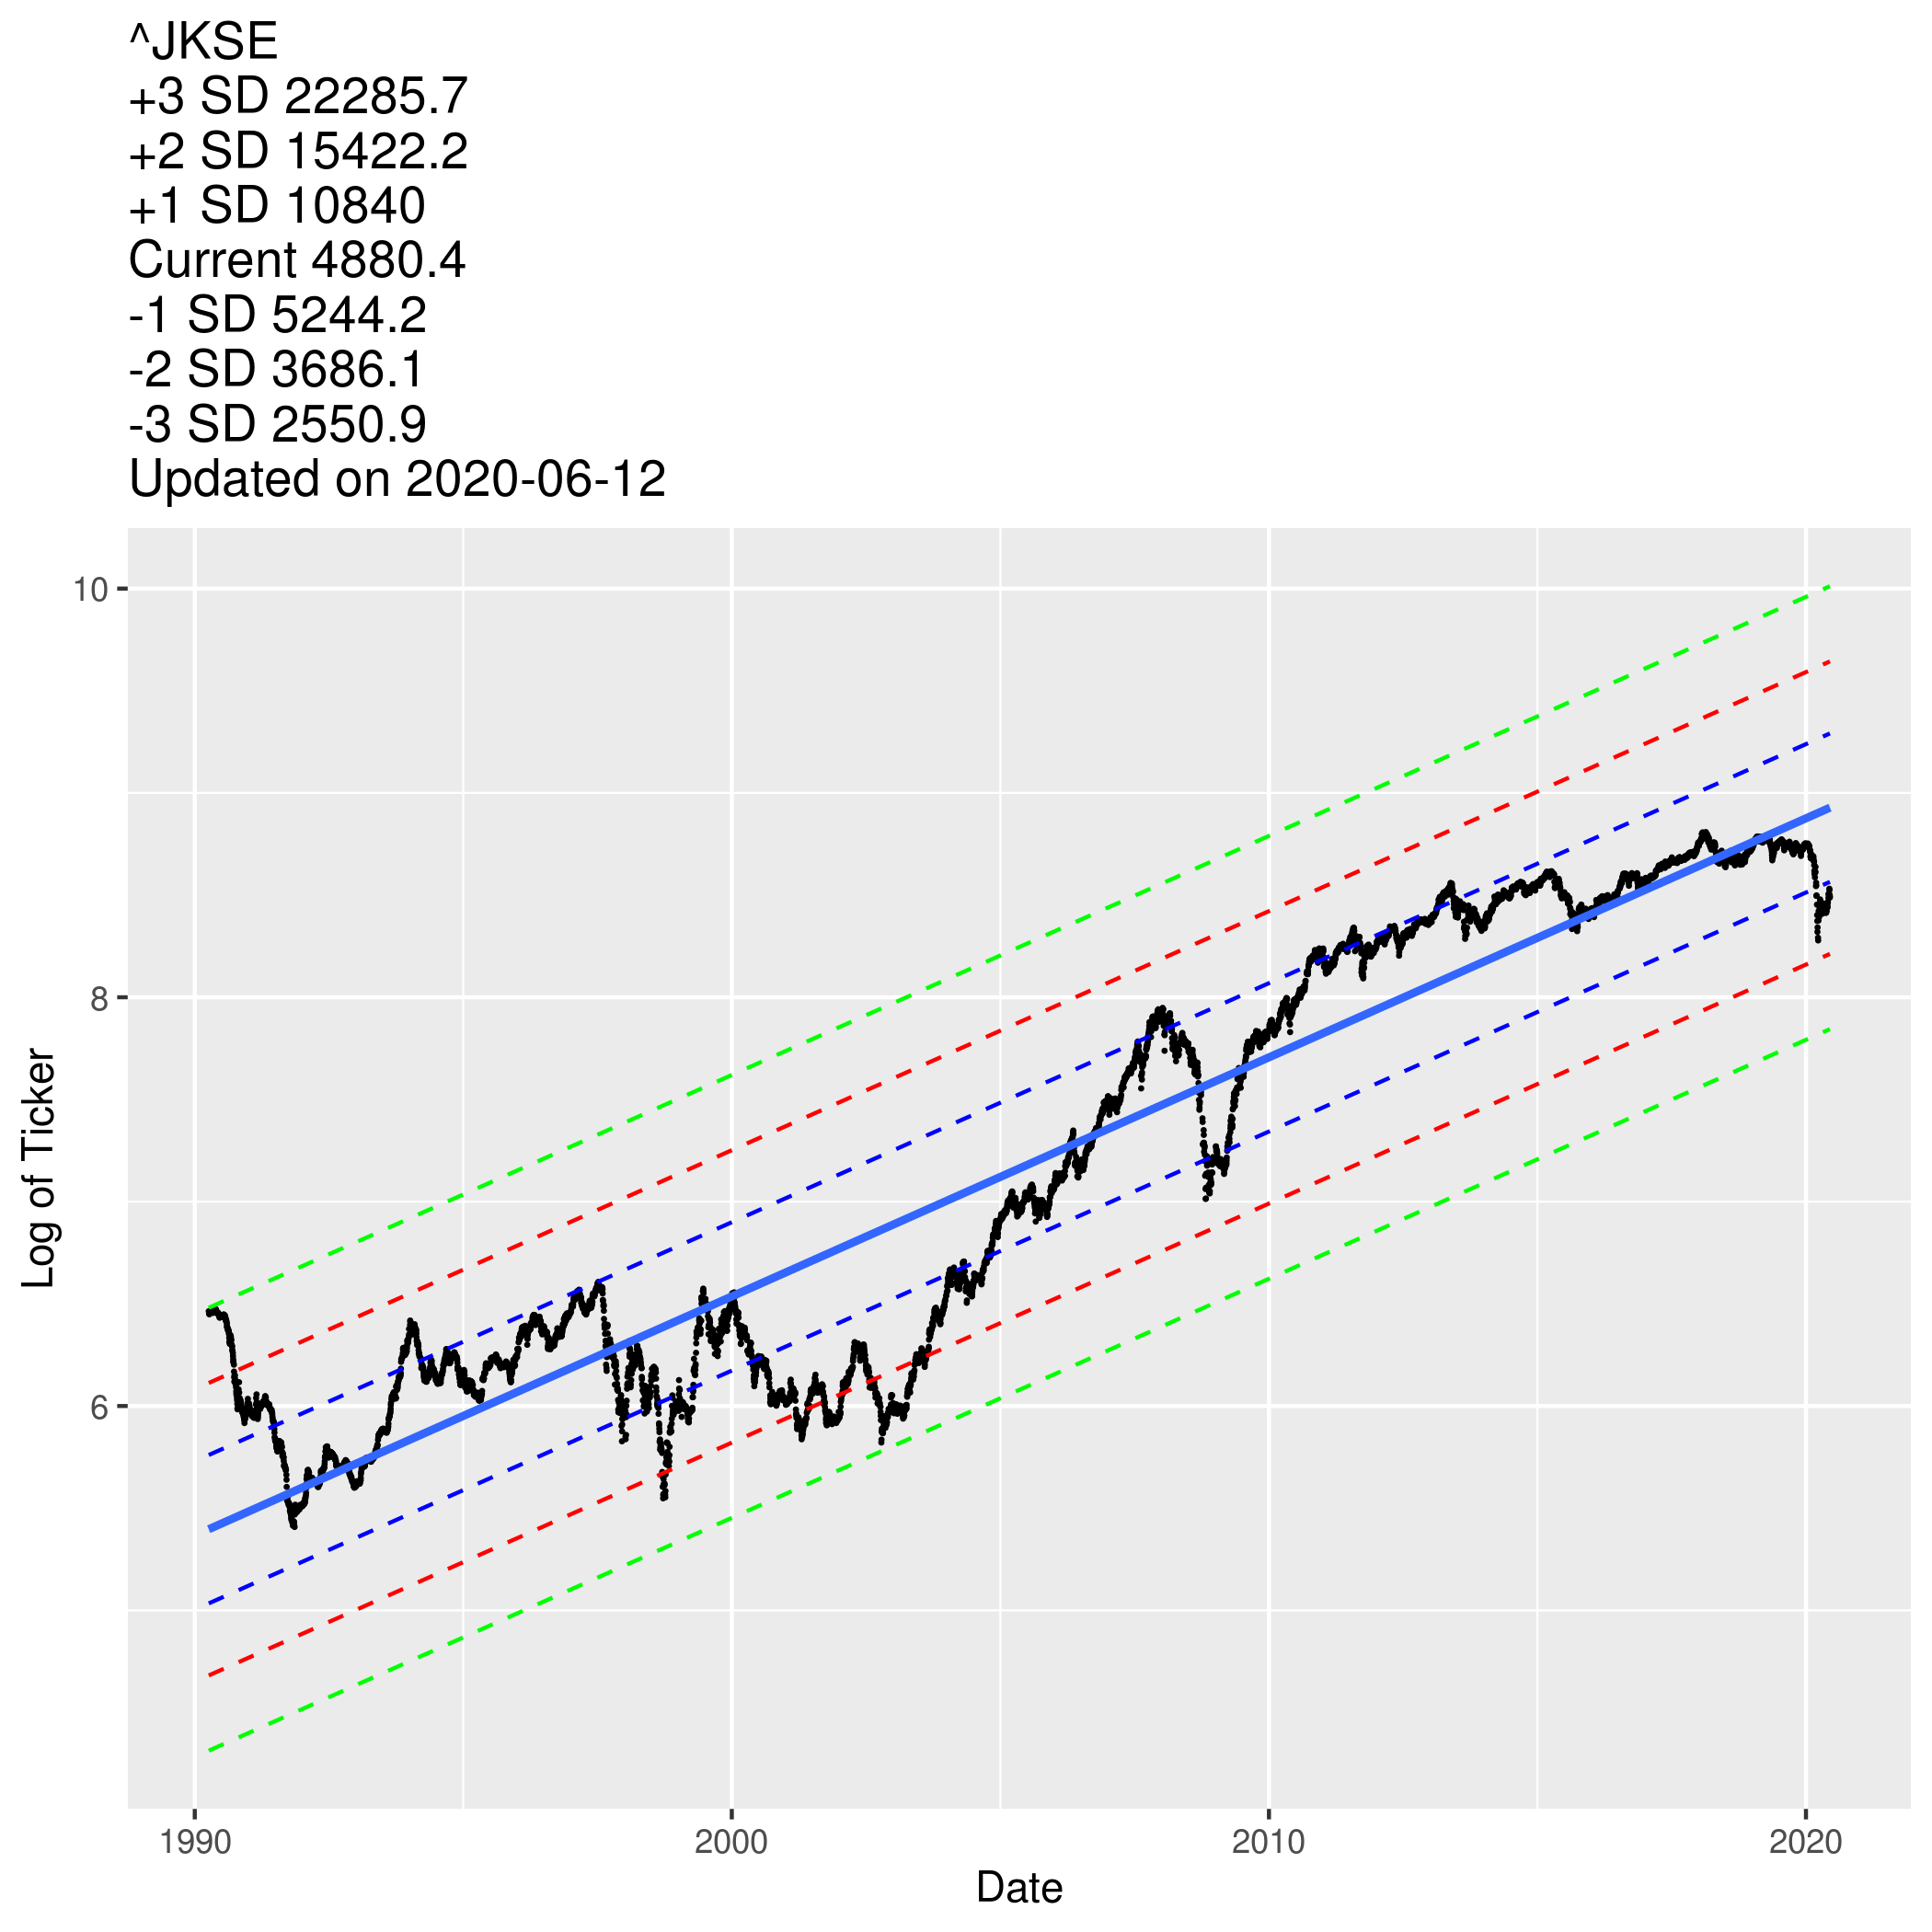 ^JKSE
+3 SD 22285.7
+2 SD 15422.2
+1 SD 10840
Current 4880.4
-1 SD 5244.2
-2 SD 3686.1
-3 SD 2550.9
Updated on 2020-06-12
10
8
6
Log of Ticker
1990 2000 2010 2020
Date